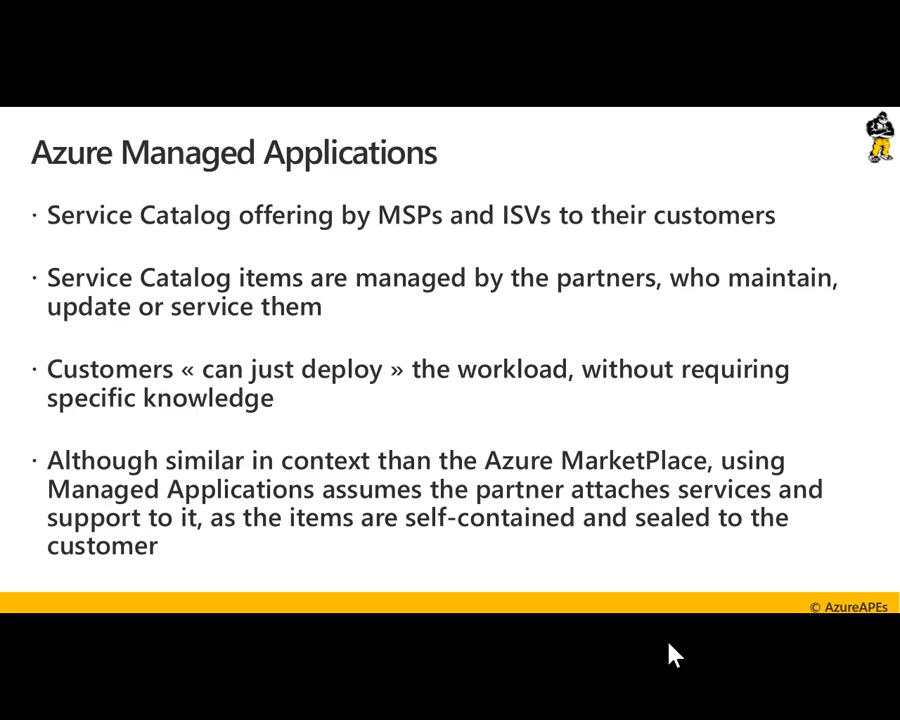 Azure Managed Applications
· Service Catalog offering by MSPs and ISVs to their customers
· Service Catalog items are managed by the partners, who maintain,
update or service them
· Customers « can just deploy » the workload, without requiring
specific knowledge
· Although similar in context than the Azure MarketPlace, using
Managed Applications assumes the partner attaches services and
support to it, as the items are self-contained and sealed to the
customer
© AzureAPEs